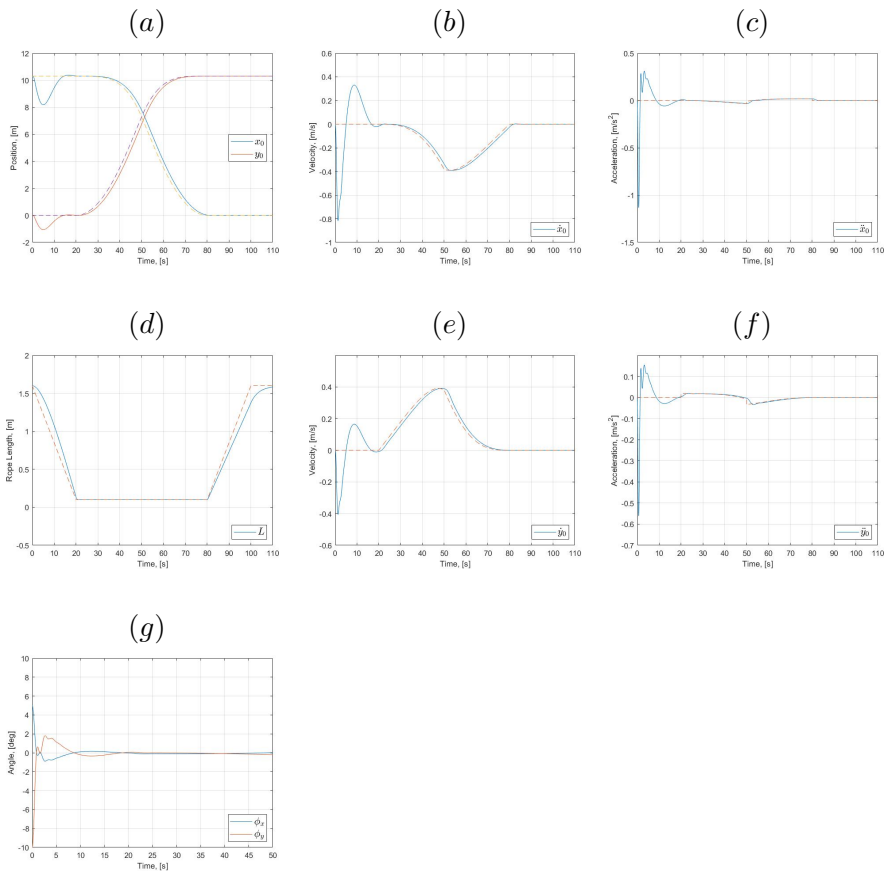 (a)
12
10
8
6
4
2
0
-2
Position, [m]
x₀
y₀
0 10 20 30 40 50 60 70 80 90 100 110
Time, [s]
(b)
0.6
0.4
0.2
0
-0.2
-0.4
-0.6
-0.8
-1
Velocity, [m/s]
ẋ₀
0 10 20 30 40 50 60 70 80 90 100 110
Time, [s]
(c)
0.5
0
-0.5
-1
-1.5
Acceleration, [m/s²]
ẍ₀
0 10 20 30 40 50 60 70 80 90 100 110
Time, [s]
(d)
2
1.5
1
0.5
0
-0.5
Rope Length, [m]
L
0 10 20 30 40 50 60 70 80 90 100 110
Time, [s]
(e)
0.4
0.2
0
-0.2
-0.4
-0.6
Velocity, [m/s]
ẏ₀
0 10 20 30 40 50 60 70 80 90 100 110
Time, [s]
(f)
0.1
0
-0.1
-0.2
-0.3
-0.4
-0.5
-0.6
-0.7
Acceleration, [m/s²]
ÿ₀
0 10 20 30 40 50 60 70 80 90 100 110
Time, [s]
(g)
10
8
6
4
2
0
-2
-4
-6
-8
-10
Angle, [deg]
ϕₓ
ϕ_y
0 5 10 15 20 25 30 35 40 45 50
Time, [s]